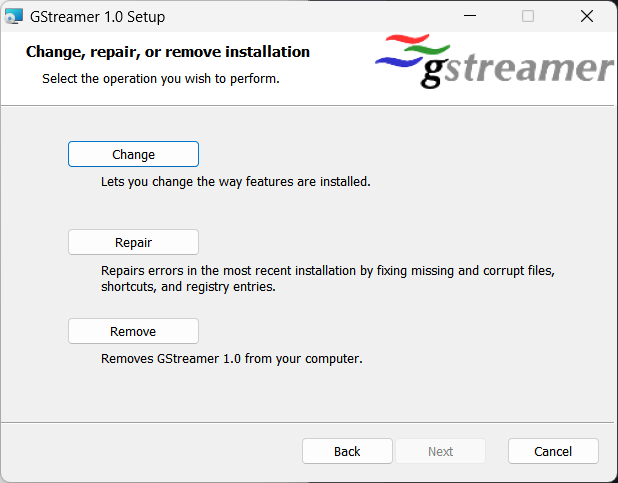 GStreamer 1.0 Setup
Change, repair, or remove installation
Select the operation you wish to perform.
gstreamer
Change
Lets you change the way features are installed.
Repair
Repairs errors in the most recent installation by fixing missing and corrupt files,
shortcuts, and registry entries.
Remove
Removes GStreamer 1.0 from your computer.
Back
Next
Cancel